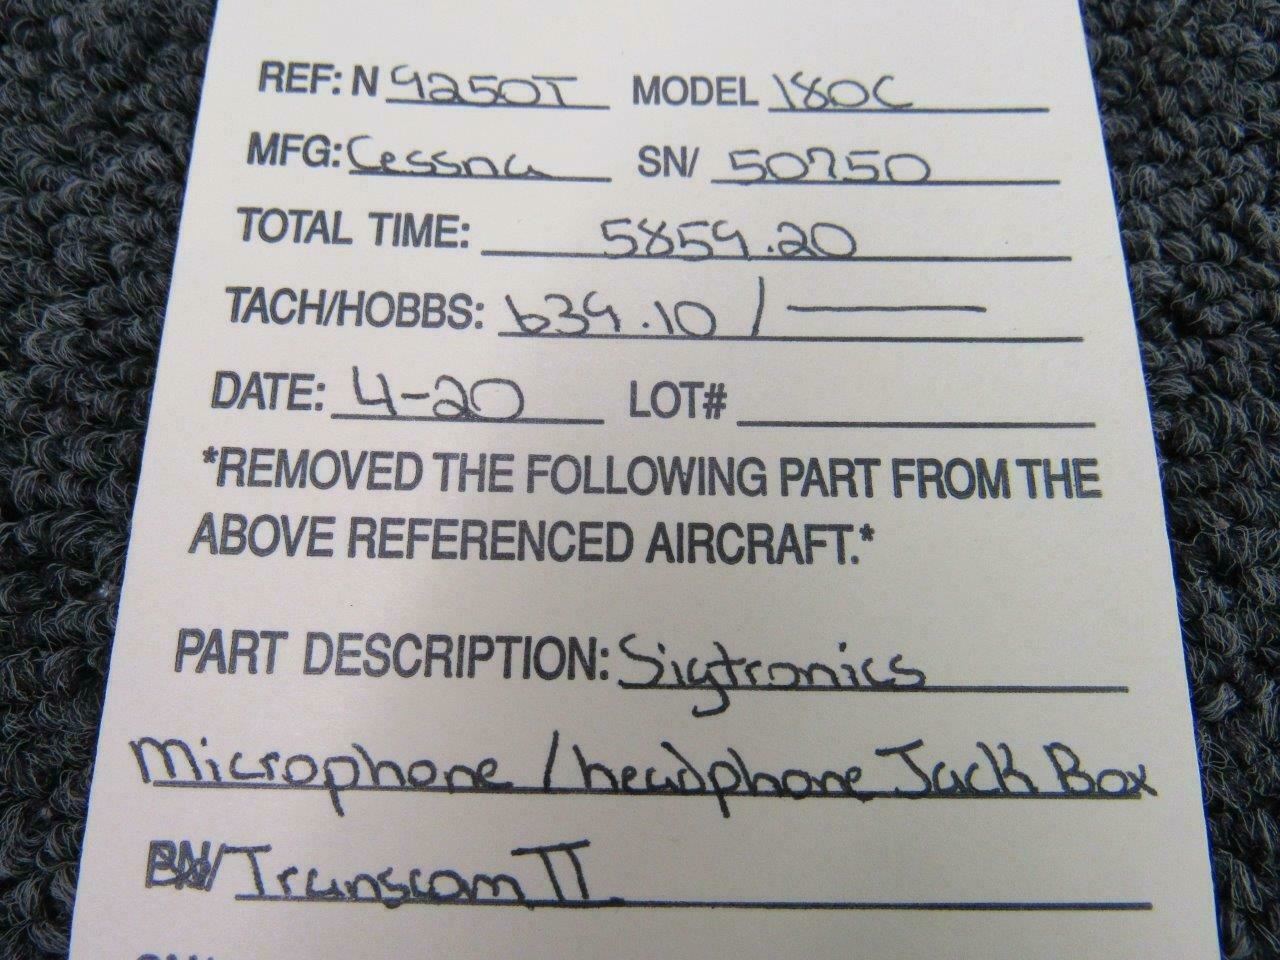 REF: N 9250T MODEL 180C
MFG: Cessna SN/ 50750
TOTAL TIME: 5859.20
TACH/HOBBS: 639.10 / —
DATE: 4-20 LOT#
*REMOVED THE FOLLOWING PART FROM THE
ABOVE REFERENCED AIRCRAFT.*
PART DESCRIPTION: Sigtronics
Microphone / headphone Jack Box
PN/ Transcom II